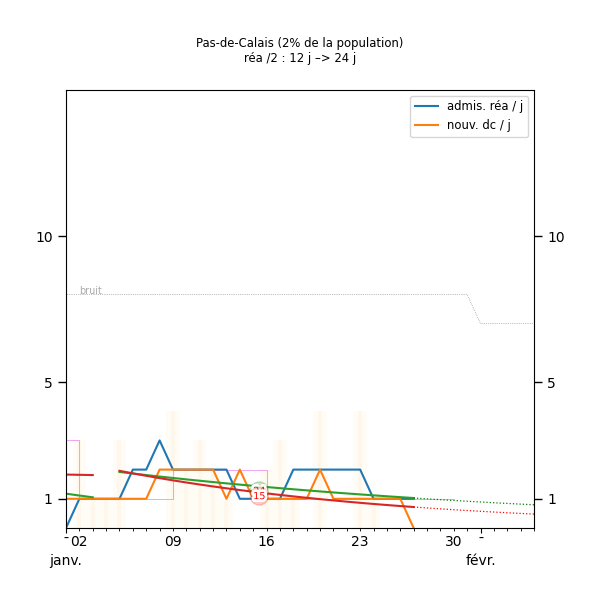 Pas-de-Calais (2% de la population)
réa /2 : 12 j –> 24 j
admis. réa / j
nouv. dc / j
10
10
bruit
5
5
15
1
1
02
09
16
23
30
janv.
févr.